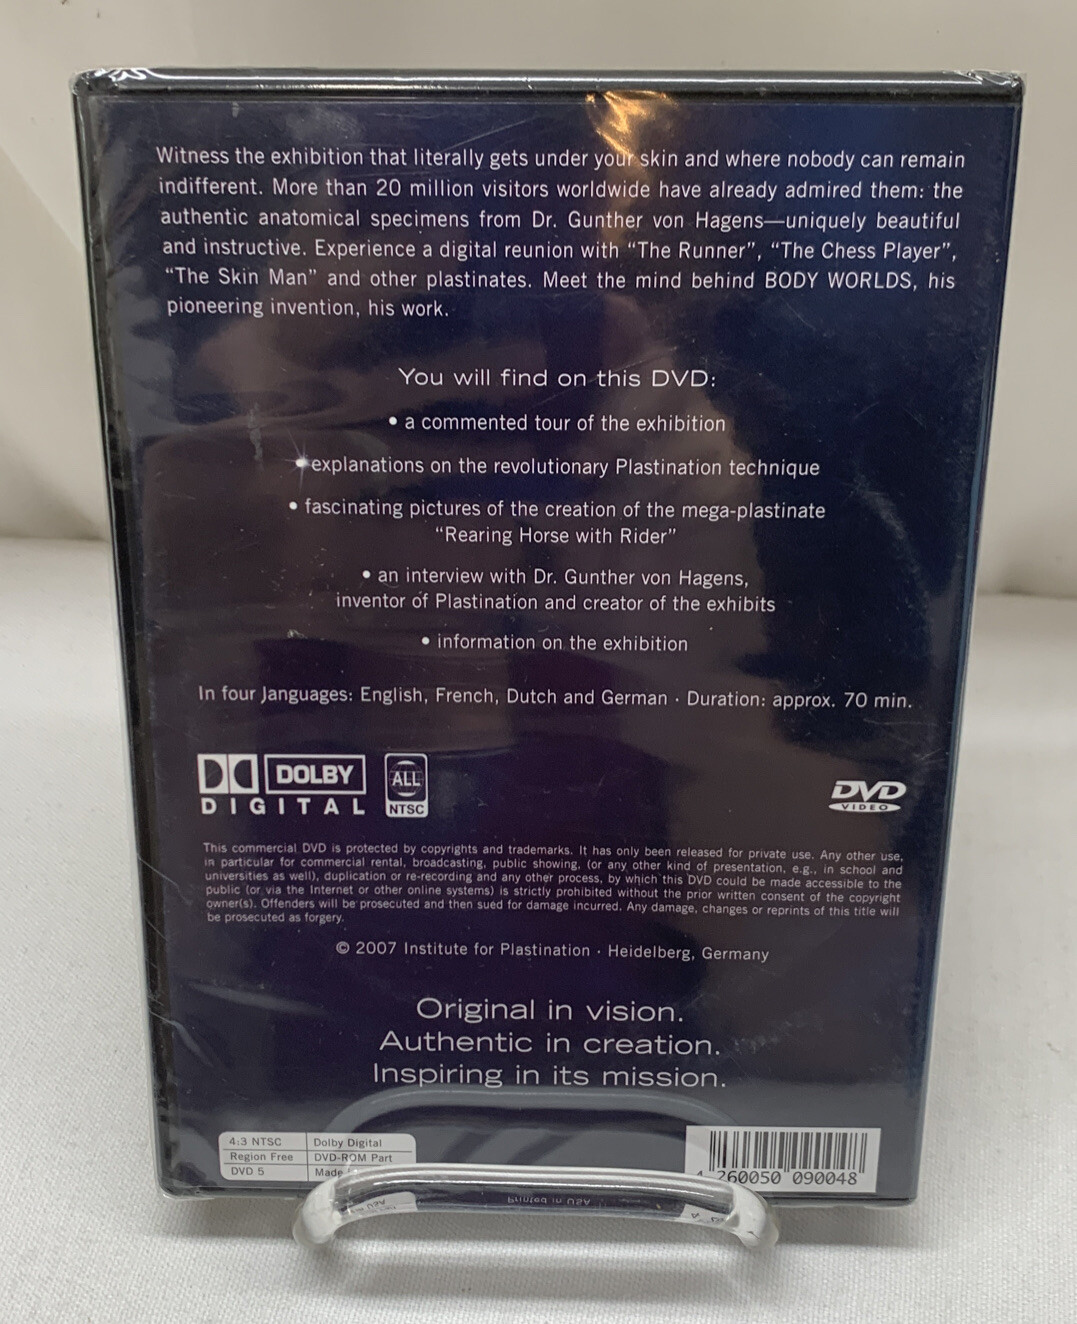 Witness the exhibition that literally gets under your skin and where nobody can remain
indifferent. More than 20 million visitors worldwide have already admired them: the
authentic anatomical specimens from Dr. Gunther von Hagens—uniquely beautiful
and instructive. Experience a digital reunion with “The Runner”, “The Chess Player”,
“The Skin Man” and other plastinates. Meet the mind behind BODY WORLDS, his
pioneering invention, his work.
You will find on this DVD:
• a commented tour of the exhibition
• explanations on the revolutionary Plastination technique
• fascinating pictures of the creation of the mega-plastinate
“Rearing Horse with Rider”
• an interview with Dr. Gunther von Hagens,
inventor of Plastination and creator of the exhibits
• information on the exhibition
In four languages: English, French, Dutch and German · Duration: approx. 70 min.
DOLBY
DIGITAL
ALL
NTSC
DVD
VIDEO
This commercial DVD is protected by copyrights and trademarks. It has only been released for private use. Any other use,
in particular for commercial rental, broadcasting, public showing, (or any other kind of presentation, e.g., in school and
universities as well), duplication or re-recording and any other process, by which this DVD could be made accessible to the
public (or via the Internet or other online systems) is strictly prohibited without the prior written consent of the copyright
owner(s). Offenders will be prosecuted and then sued for damage incurred. Any damage, changes or reprints of this title will
be prosecuted as forgery.
© 2007 Institute for Plastination · Heidelberg, Germany
Original in vision.
Authentic in creation.
Inspiring in its mission.
4:3 NTSC Dolby Digital
Region Free DVD-ROM Part
DVD 5 Made
4 260050 090048